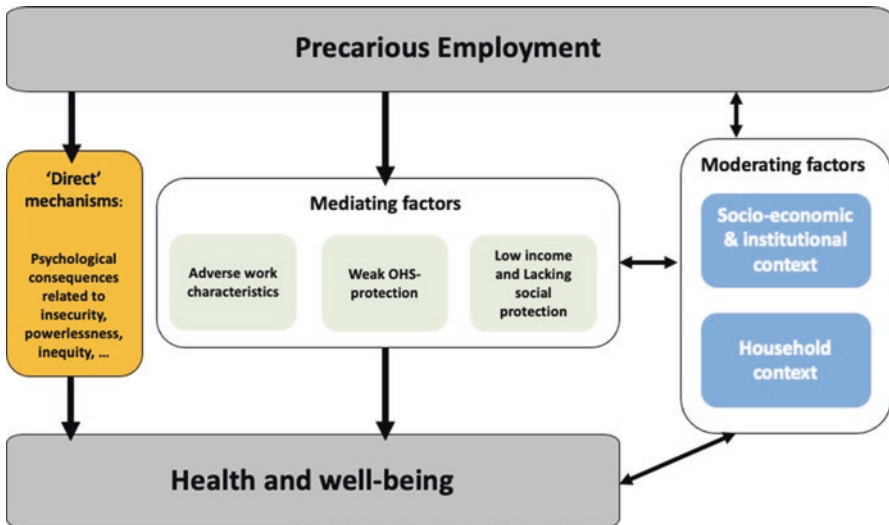 Precarious Employment
'Direct'
mechanisms:
Psychological
consequences
related to
insecurity,
powerlessness,
inequity, ...
Mediating factors
Adverse work
characteristics
Weak OHS-
protection
Low income
and Lacking
social
protection
Moderating factors
Socio-economic
& institutional
context
Household
context
Health and well-being